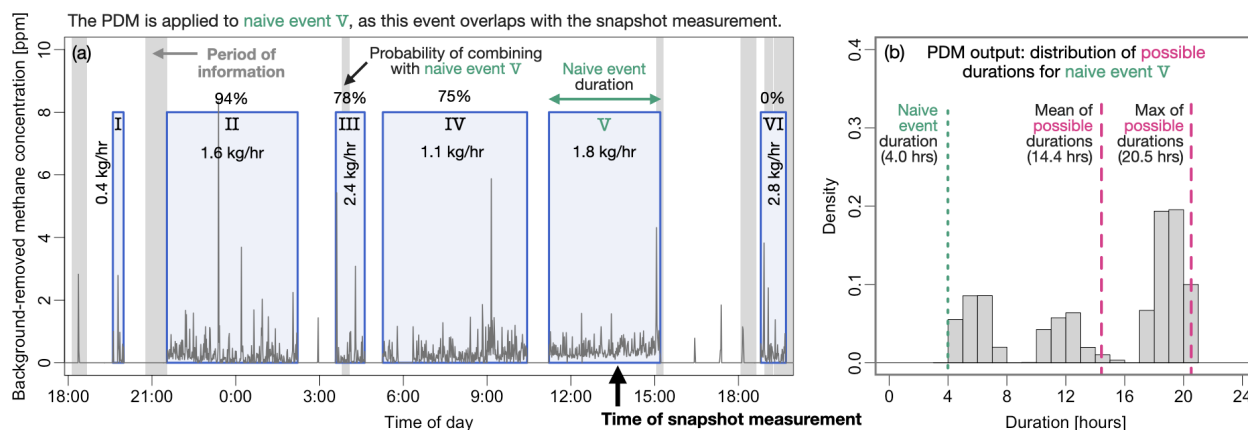 The PDM is applied to naive event V, as this event overlaps with the snapshot measurement.
(a)
Background-removed methane concentration [ppm]
10
8
6
4
2
0
Period of
information
Probability of combining
with naive event V
Naive event
duration
94%
78%
75%
0%
I
II
III
IV
V
VI
0.4 kg/hr
1.6 kg/hr
2.4 kg/hr
1.1 kg/hr
1.8 kg/hr
2.8 kg/hr
18:00
21:00
0:00
3:00
6:00
9:00
12:00
15:00
18:00
Time of day
Time of snapshot measurement
(b)
PDM output: distribution of possible
durations for naive event V
Density
0.4
0.3
0.2
0.1
0.0
Naive
event
duration
(4.0 hrs)
Mean of
possible
durations
(14.4 hrs)
Max of
possible
durations
(20.5 hrs)
0
4
8
12
16
20
24
Duration [hours]